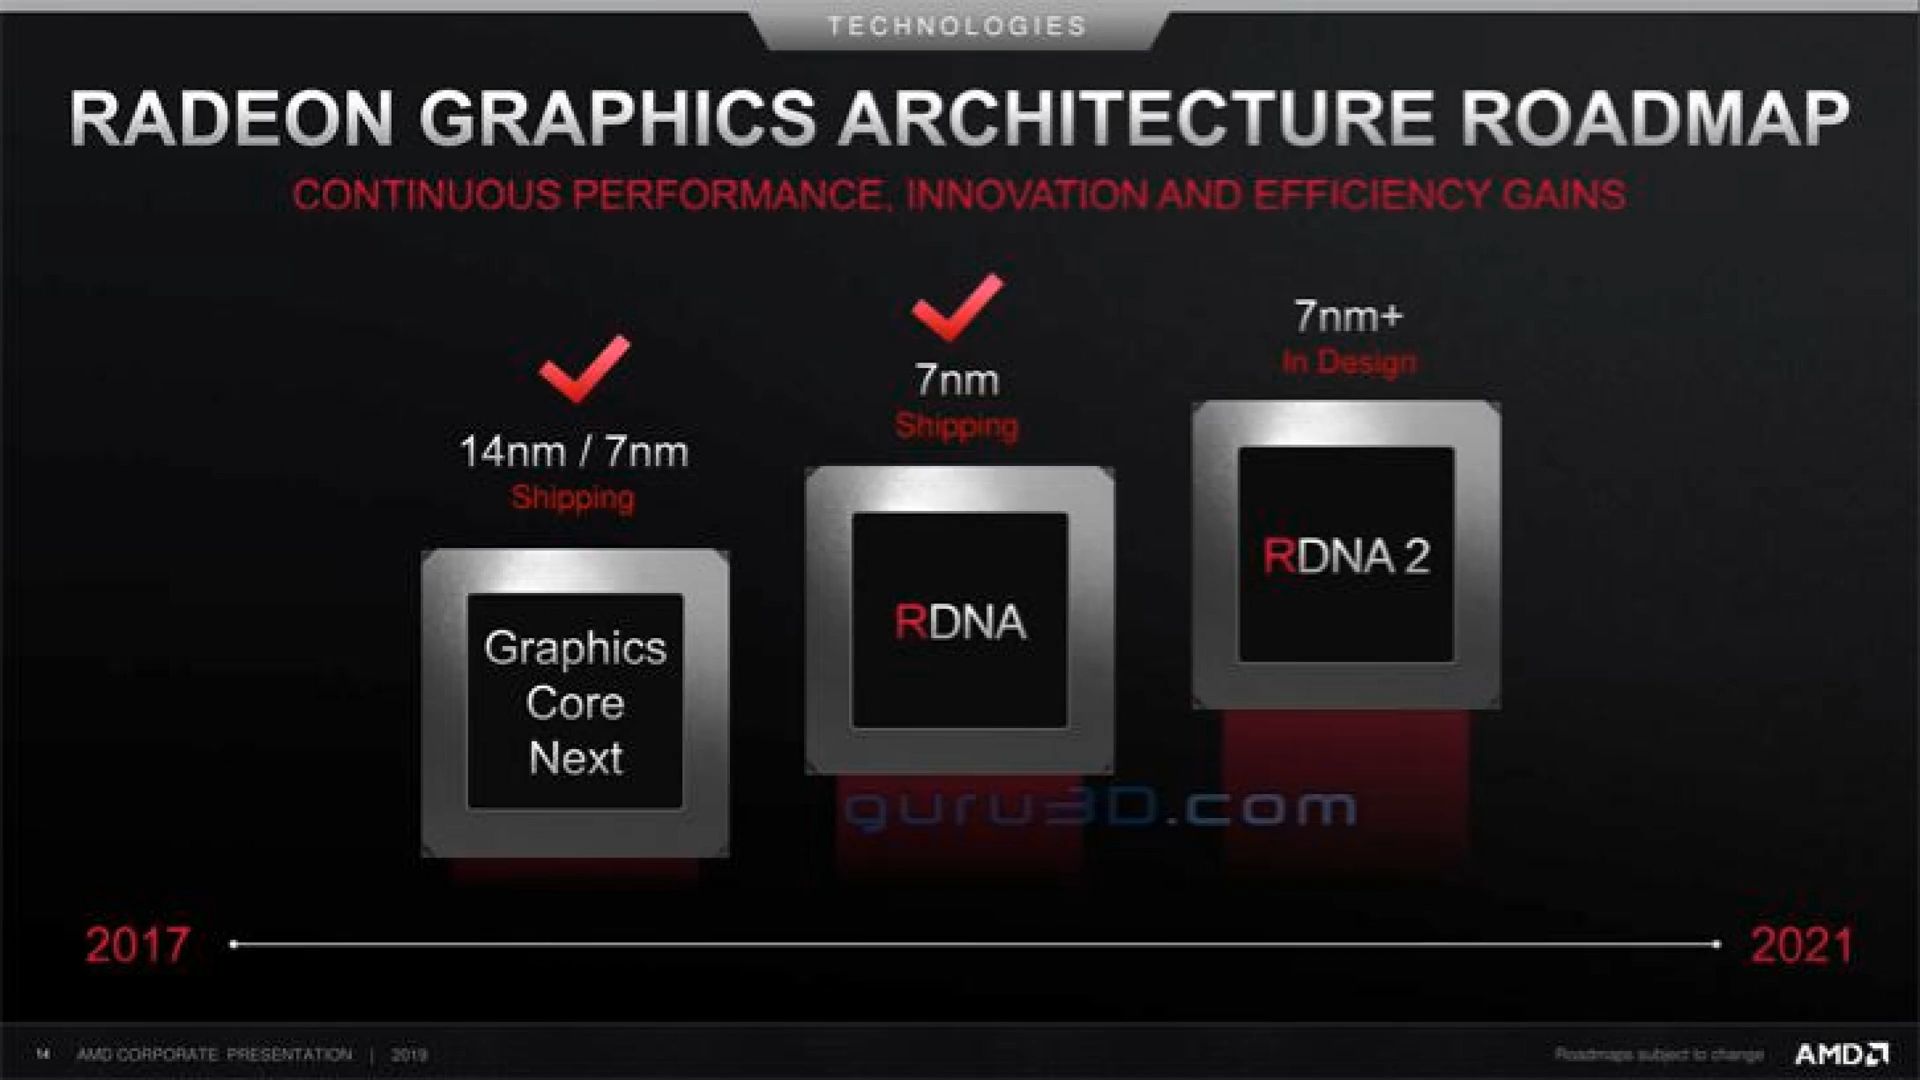 TECHNOLOGIES
RADEON GRAPHICS ARCHITECTURE ROADMAP
CONTINUOUS PERFORMANCE, INNOVATION AND EFFICIENCY GAINS
14nm / 7nm
Shipping
Graphics
Core
Next
7nm
Shipping
RDNA
7nm+
In Design
RDNA 2
guru3D.com
2017
2021
14 AMD CORPORATE PRESENTATION | 2019
Roadmaps subject to change
AMD